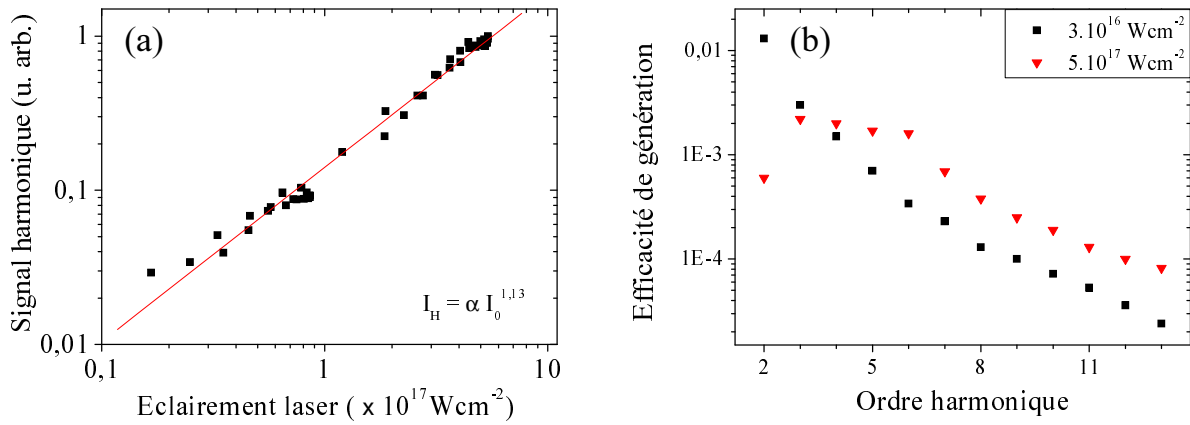 (a)
Signal harmonique (u. arb.)
1
0,1
0,01
I_H = α I_0^1,13
0,1
1
10
Eclairement laser ( x 10^17 Wcm^-2)
(b)
3.10^16 Wcm^-2
5.10^17 Wcm^-2
Efficacité de génération
0,01
1E-3
1E-4
2
5
8
11
Ordre harmonique